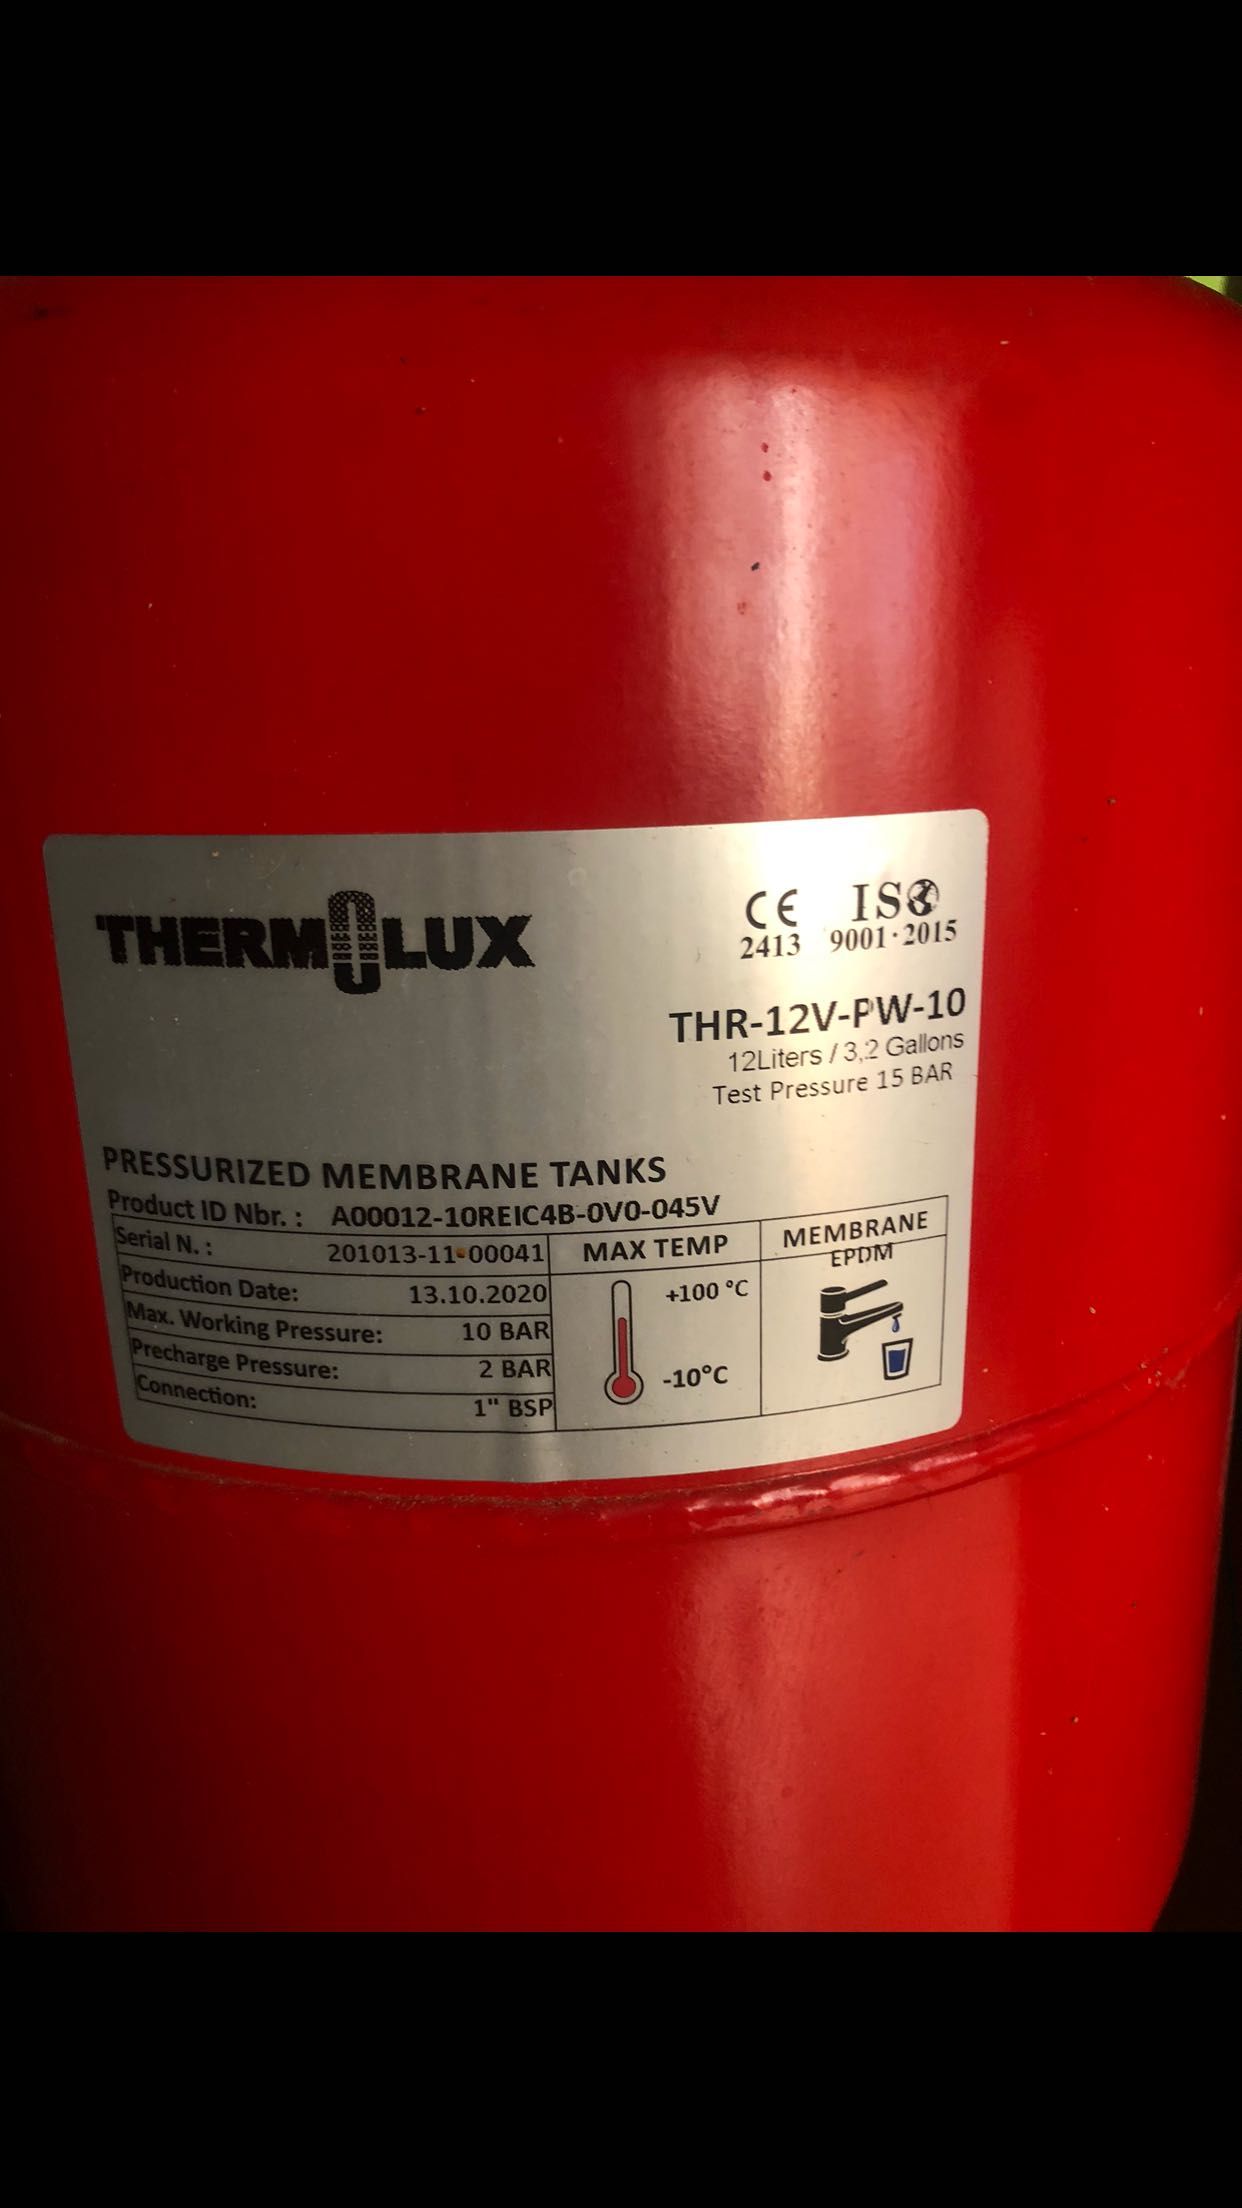 THERMOLUX
CE ISO
2413 9001·2015
THR-12V-PW-10
12Liters / 3,2 Gallons
Test Pressure 15 BAR
PRESSURIZED MEMBRANE TANKS
Product ID Nbr. : A00012-10REIC4B-0V0-045V
Serial N. : 201013-11-00041
Production Date: 13.10.2020
Max. Working Pressure: 10 BAR
Precharge Pressure: 2 BAR
Connection: 1" BSP
MAX TEMP
+100 °C
-10°C
MEMBRANE
EPDM